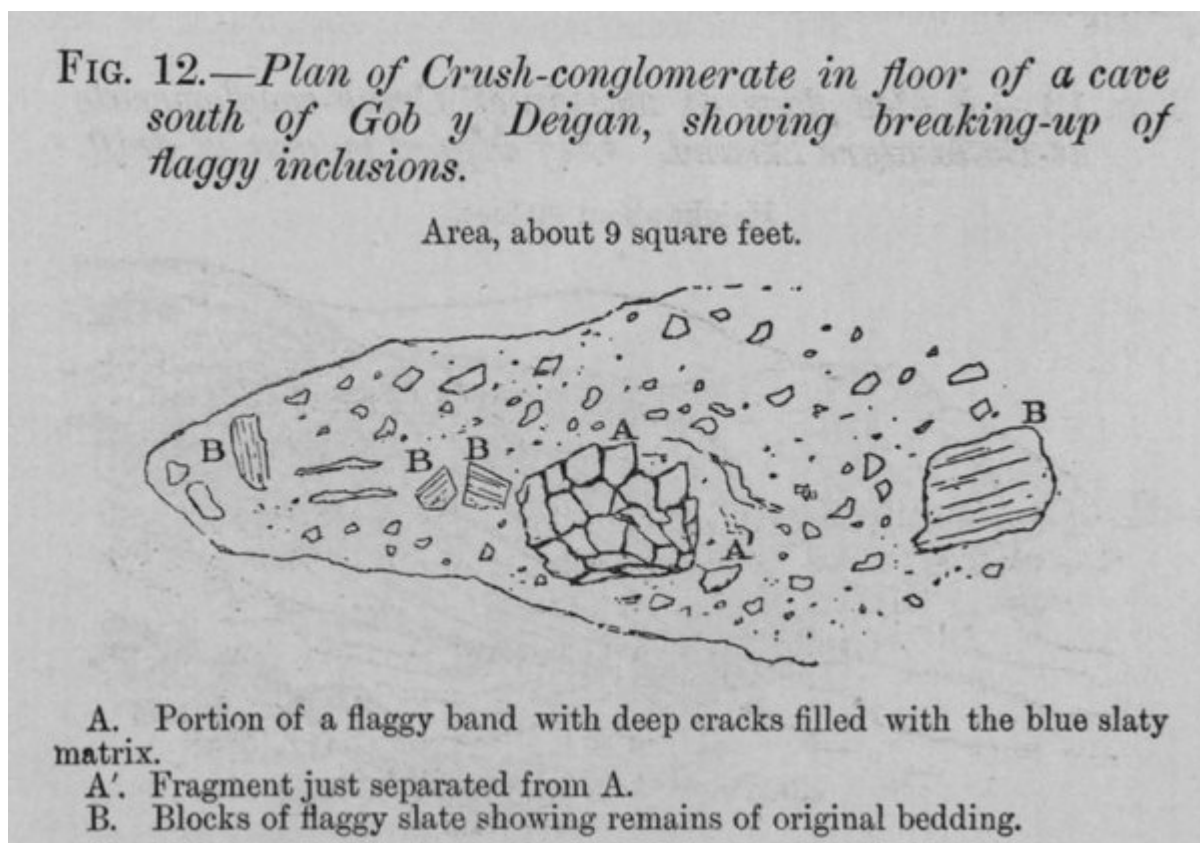 FIG. 12.—Plan of Crush-conglomerate in floor of a cave
south of Gob y Deigan, showing breaking-up of
flaggy inclusions.
Area, about 9 square feet.
B
A
B
B
B
A'
A. Portion of a flaggy band with deep cracks filled with the blue slaty
matrix.
A'. Fragment just separated from A.
B. Blocks of flaggy slate showing remains of original bedding.